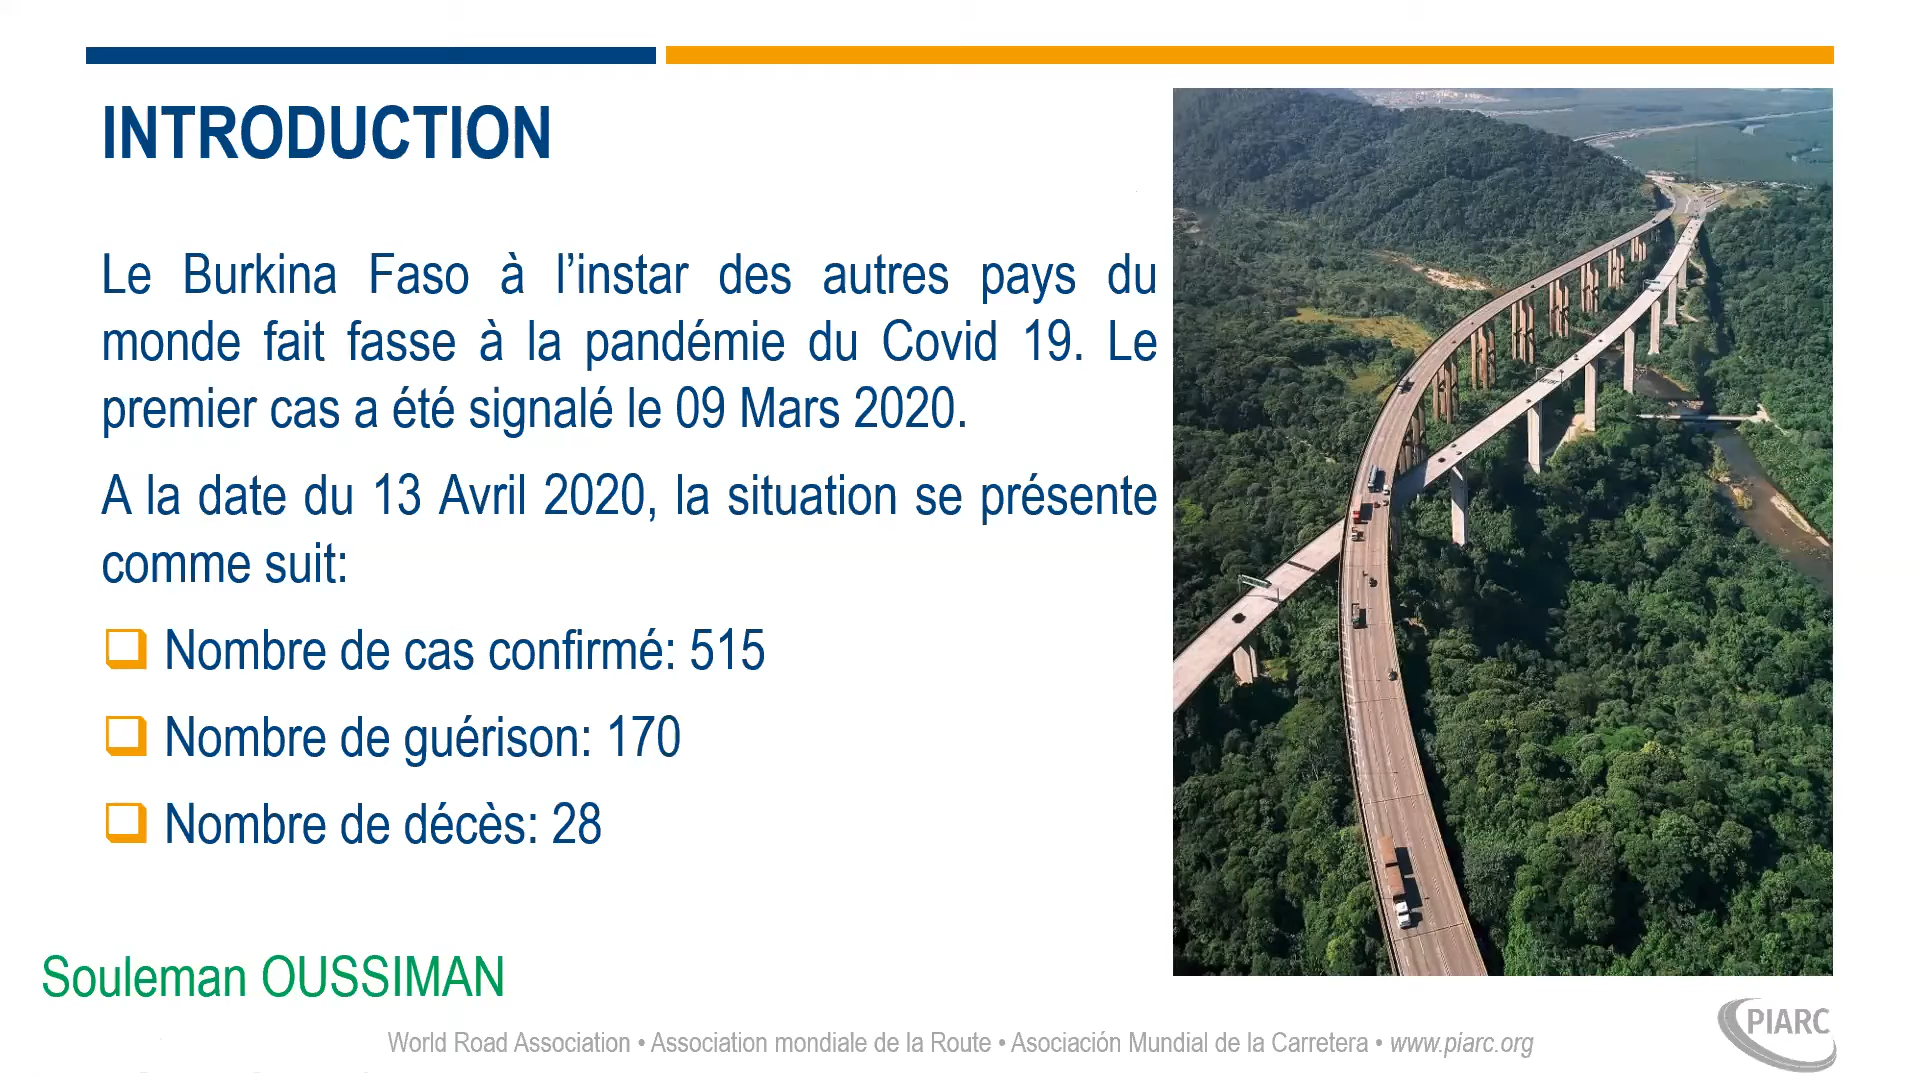 INTRODUCTION
Le Burkina Faso à l’instar des autres pays du
monde fait fasse à la pandémie du Covid 19. Le
premier cas a été signalé le 09 Mars 2020.
A la date du 13 Avril 2020, la situation se présente
comme suit:
Nombre de cas confirmé: 515
Nombre de guérison: 170
Nombre de décès: 28
Souleman OUSSIMAN
World Road Association • Association mondiale de la Route • Asociación Mundial de la Carretera • www.piarc.org
PIARC